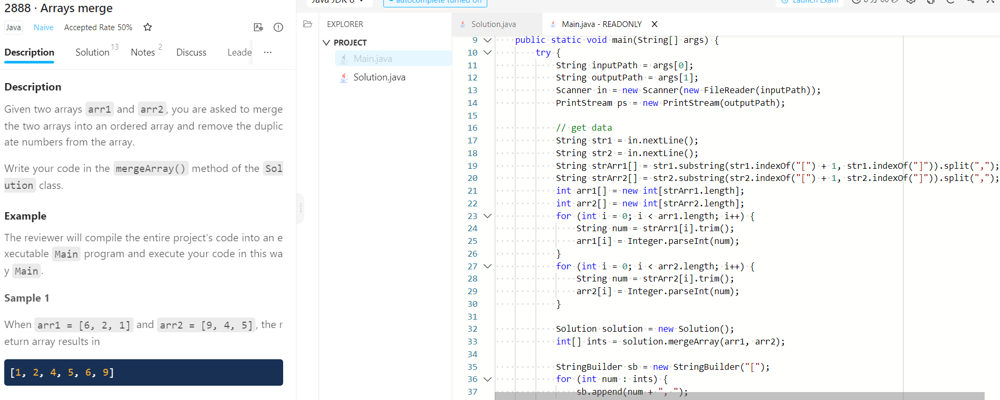 2888 · Arrays merge
Java Naive Accepted Rate 50%
Description Solution 13 Notes 2 Discuss Leade ...
Description
Given two arrays arr1 and arr2, you are asked to merge
the two arrays into an ordered array and remove the duplic
ate numbers from the array.
Write your code in the mergeArray() method of the Sol
ution class.
Example
The reviewer will compile the entire project's code into an e
xecutable Main program and execute your code in this wa
y Main.
Sample 1
When arr1 = [6, 2, 1] and arr2 = [9, 4, 5], the r
eturn array results in
[1, 2, 4, 5, 6, 9]
Java JDK 8
autocomplete turned on
Launch Exam
EXPLORER
PROJECT
Main.java
Solution.java
Solution.java Main.java - READONLY X
9 public static void main(String[] args) {
10 try {
11 String inputPath = args[0];
12 String outputPath = args[1];
13 Scanner in = new Scanner(new FileReader(inputPath));
14 PrintStream ps = new PrintStream(outputPath);
15
16 // get data
17 String str1 = in.nextLine();
18 String str2 = in.nextLine();
19 String strArr1[] = str1.substring(str1.indexOf("[") + 1, str1.indexOf("]")).split(",");
20 String strArr2[] = str2.substring(str2.indexOf("[") + 1, str2.indexOf("]")).split(",");
21 int arr1[] = new int[strArr1.length];
22 int arr2[] = new int[strArr2.length];
23 for (int i = 0; i < arr1.length; i++) {
24 String num = strArr1[i].trim();
25 arr1[i] = Integer.parseInt(num);
26 }
27 for (int i = 0; i < arr2.length; i++) {
28 String num = strArr2[i].trim();
29 arr2[i] = Integer.parseInt(num);
30 }
31
32 Solution solution = new Solution();
33 int[] ints = solution.mergeArray(arr1, arr2);
34
35 StringBuilder sb = new StringBuilder("[");
36 for (int num : ints) {
37 sb.append(num + ", ");